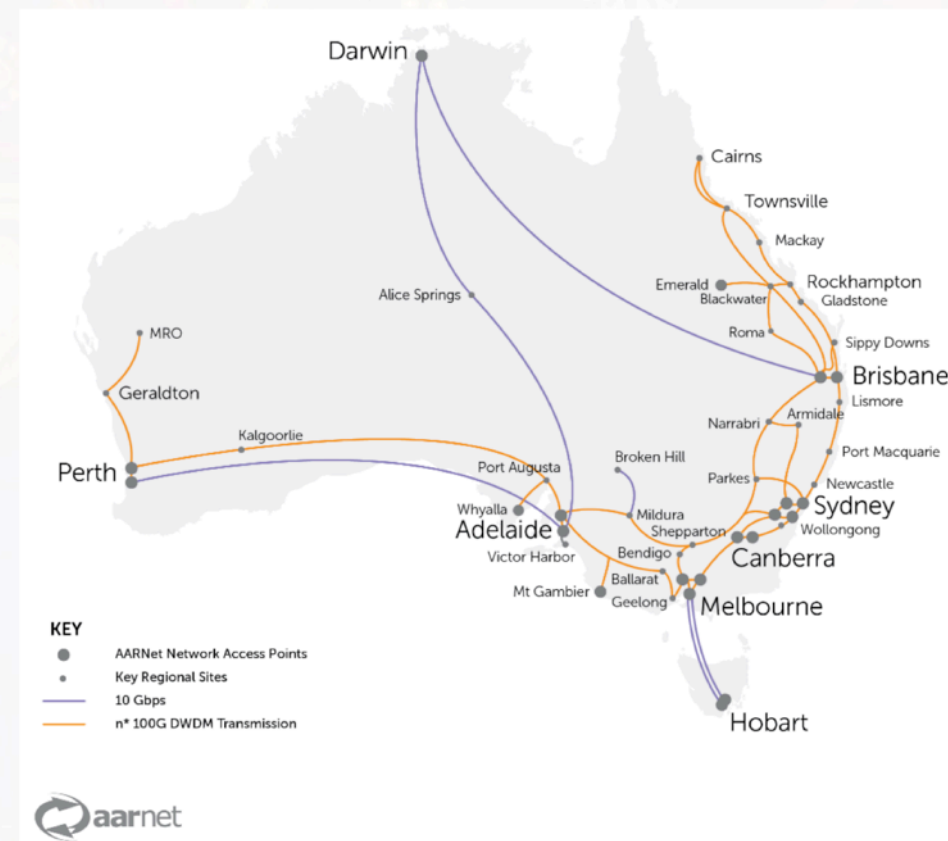 Darwin
Cairns
Townsville
Mackay
Emerald
Rockhampton
Blackwater
Gladstone
Alice Springs
Roma
MRO
Sippy Downs
Brisbane
Geraldton
Lismore
Narrabri
Armidale
Kalgoorlie
Port Macquarie
Broken Hill
Perth
Port Augusta
Parkes
Newcastle
Whyalla
Mildura
Sydney
Adelaide
Shepparton
Wollongong
Victor Harbor
Bendigo
Canberra
Ballarat
Mt Gambier
Geelong
Melbourne
KEY
AARNet Network Access Points
Key Regional Sites
10 Gbps
n* 100G DWDM Transmission
Hobart
aarnet